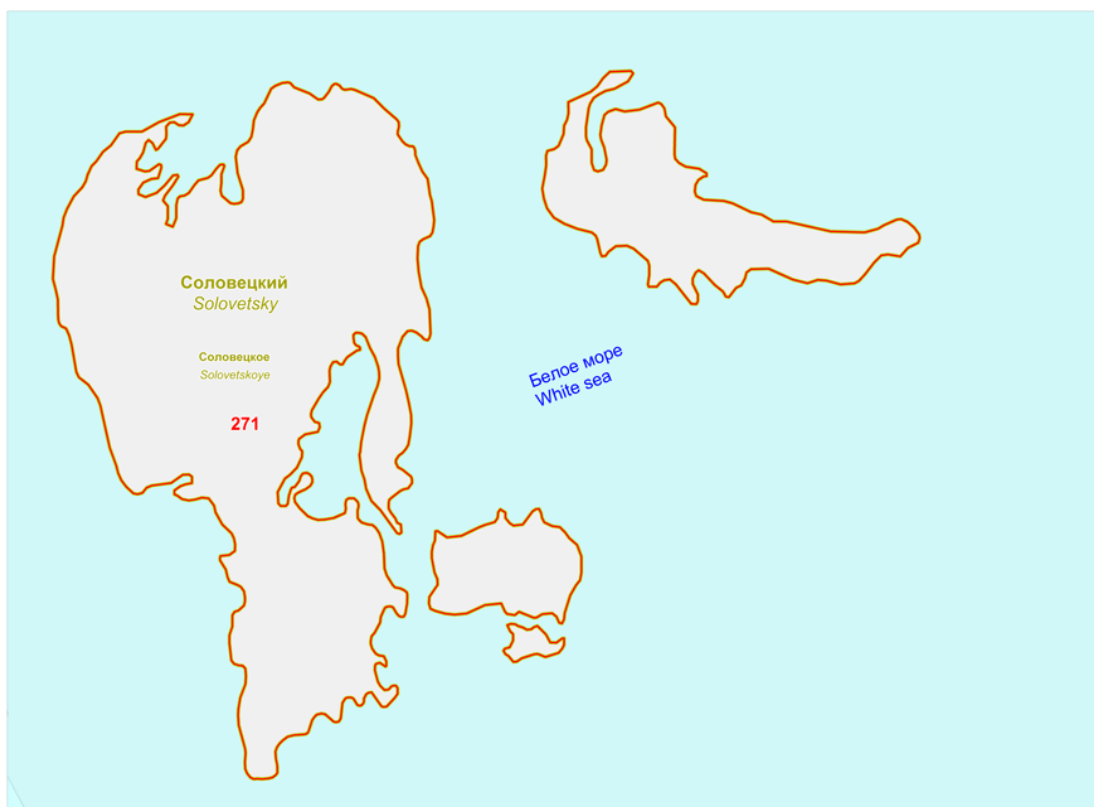 Соловецкий
Solovetsky
Соловецкое
Solovetskoye
271
Белое море
White sea